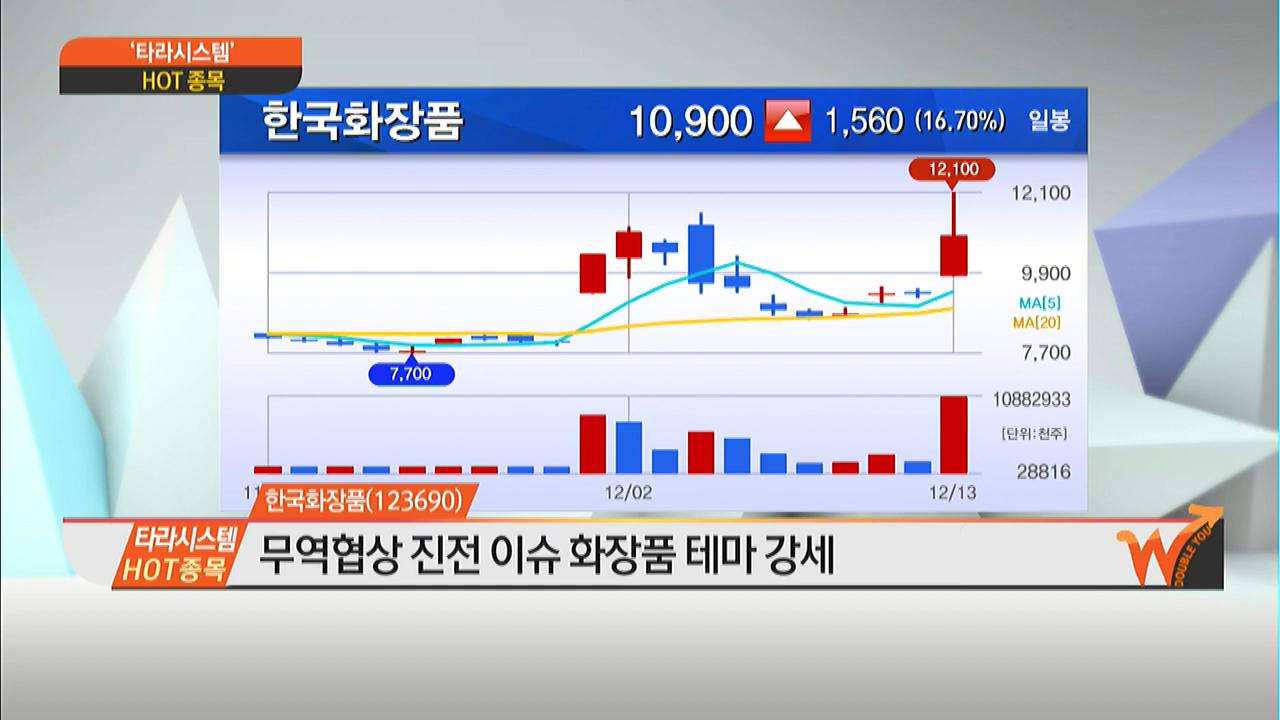 ‘타라시스템’
HOT 종목
한국화장품 10,900 1,560 (16.70%) 일봉
12,100
12,100
9,900
MA[5]
MA[20]
7,700
7,700
10882933
[단위:천주]
28816
12/02 12/13
한국화장품(123690)
타라시스템
HOT종목
무역협상 진전 이슈 화장품 테마 강세
W
DOUBLE YOU